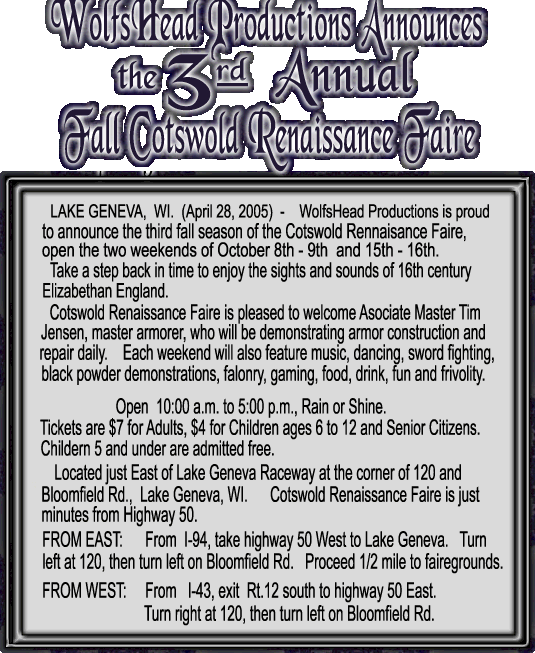 WolfsHead Productions Announces
the 3rd Annual
Fall Cotswold Renaissance Faire
LAKE GENEVA, WI. (April 28, 2005) - WolfsHead Productions is proud
to announce the third fall season of the Cotswold Rennaisance Faire,
open the two weekends of October 8th - 9th and 15th - 16th.
Take a step back in time to enjoy the sights and sounds of 16th century
Elizabethan England.
Cotswold Renaissance Faire is pleased to welcome Asociate Master Tim
Jensen, master armorer, who will be demonstrating armor construction and
repair daily. Each weekend will also feature music, dancing, sword fighting,
black powder demonstrations, falonry, gaming, food, drink, fun and frivolity.
Open 10:00 a.m. to 5:00 p.m., Rain or Shine.
Tickets are $7 for Adults, $4 for Children ages 6 to 12 and Senior Citizens.
Childern 5 and under are admitted free.
Located just East of Lake Geneva Raceway at the corner of 120 and
Bloomfield Rd., Lake Geneva, WI. Cotswold Renaissance Faire is just
minutes from Highway 50.
FROM EAST: From I-94, take highway 50 West to Lake Geneva. Turn
left at 120, then turn left on Bloomfield Rd. Proceed 1/2 mile to fairegrounds.
FROM WEST: From I-43, exit Rt.12 south to highway 50 East.
Turn right at 120, then turn left on Bloomfield Rd.